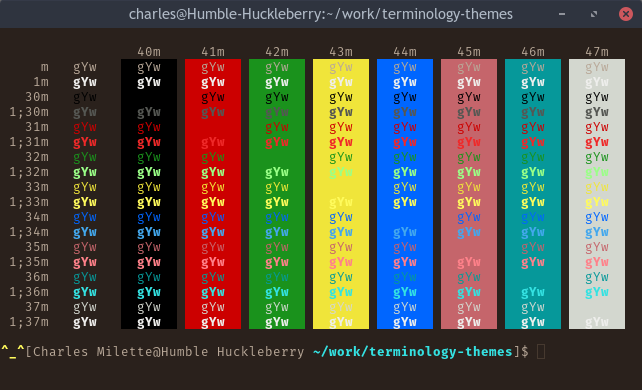 charles@Humble-Huckleberry:~/work/terminology-themes
40m 41m 42m 43m 44m 45m 46m 47m
m gYw gYw gYw gYw gYw gYw gYw gYw gYw
1m gYw gYw gYw gYw gYw gYw gYw gYw gYw
30m gYw gYw gYw gYw gYw gYw gYw gYw
1;30m gYw gYw gYw gYw gYw gYw gYw gYw gYw
31m gYw gYw gYw gYw gYw gYw gYw gYw
1;31m gYw gYw gYw gYw gYw gYw gYw gYw gYw
32m gYw gYw gYw gYw gYw gYw gYw gYw
1;32m gYw gYw gYw gYw gYw gYw gYw gYw gYw
33m gYw gYw gYw gYw gYw gYw gYw gYw
1;33m gYw gYw gYw gYw gYw gYw gYw gYw gYw
34m gYw gYw gYw gYw gYw gYw gYw gYw
1;34m gYw gYw gYw gYw gYw gYw gYw gYw gYw
35m gYw gYw gYw gYw gYw gYw gYw gYw
1;35m gYw gYw gYw gYw gYw gYw gYw gYw gYw
36m gYw gYw gYw gYw gYw gYw gYw gYw
1;36m gYw gYw gYw gYw gYw gYw gYw gYw gYw
37m gYw gYw gYw gYw gYw gYw gYw gYw
1;37m gYw gYw gYw gYw gYw gYw gYw gYw gYw
^_^[Charles Milette@Humble Huckleberry ~/work/terminology-themes]$